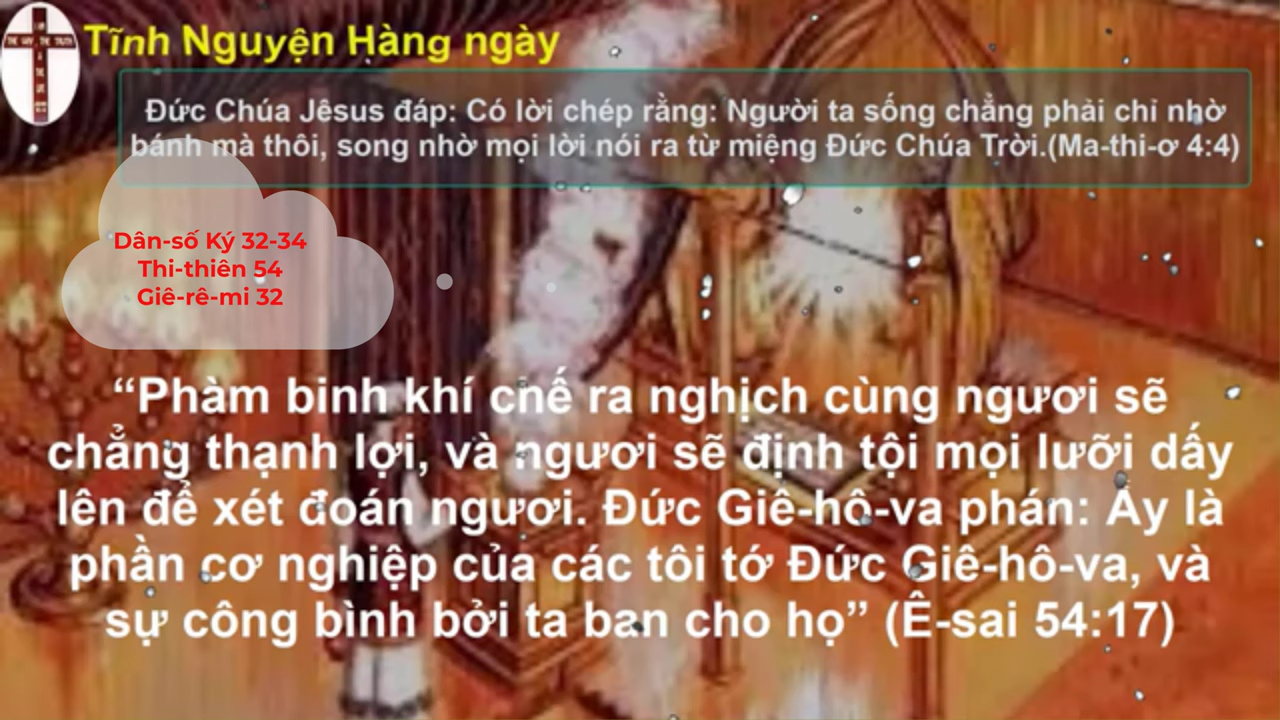 Tĩnh Nguyện Hàng ngày
Đức Chúa Jêsus đáp: Có lời chép rằng: Người ta sống chẳng phải chỉ nhờ
bánh mà thôi, song nhờ mọi lời nói ra từ miệng Đức Chúa Trời.(Ma-thi-ơ 4:4)
Dân-số Ký 32-34
Thi-thiên 54
Giê-rê-mi 32
“Phàm binh khí chế ra nghịch cùng ngươi sẽ
chẳng thạnh lợi, và ngươi sẽ định tội mọi lưỡi dấy
lên để xét đoán ngươi. Đức Giê-hô-va phán: Ấy là
phần cơ nghiệp của các tôi tớ Đức Giê-hô-va, và
sự công bình bởi ta ban cho họ” (Ê-sai 54:17)